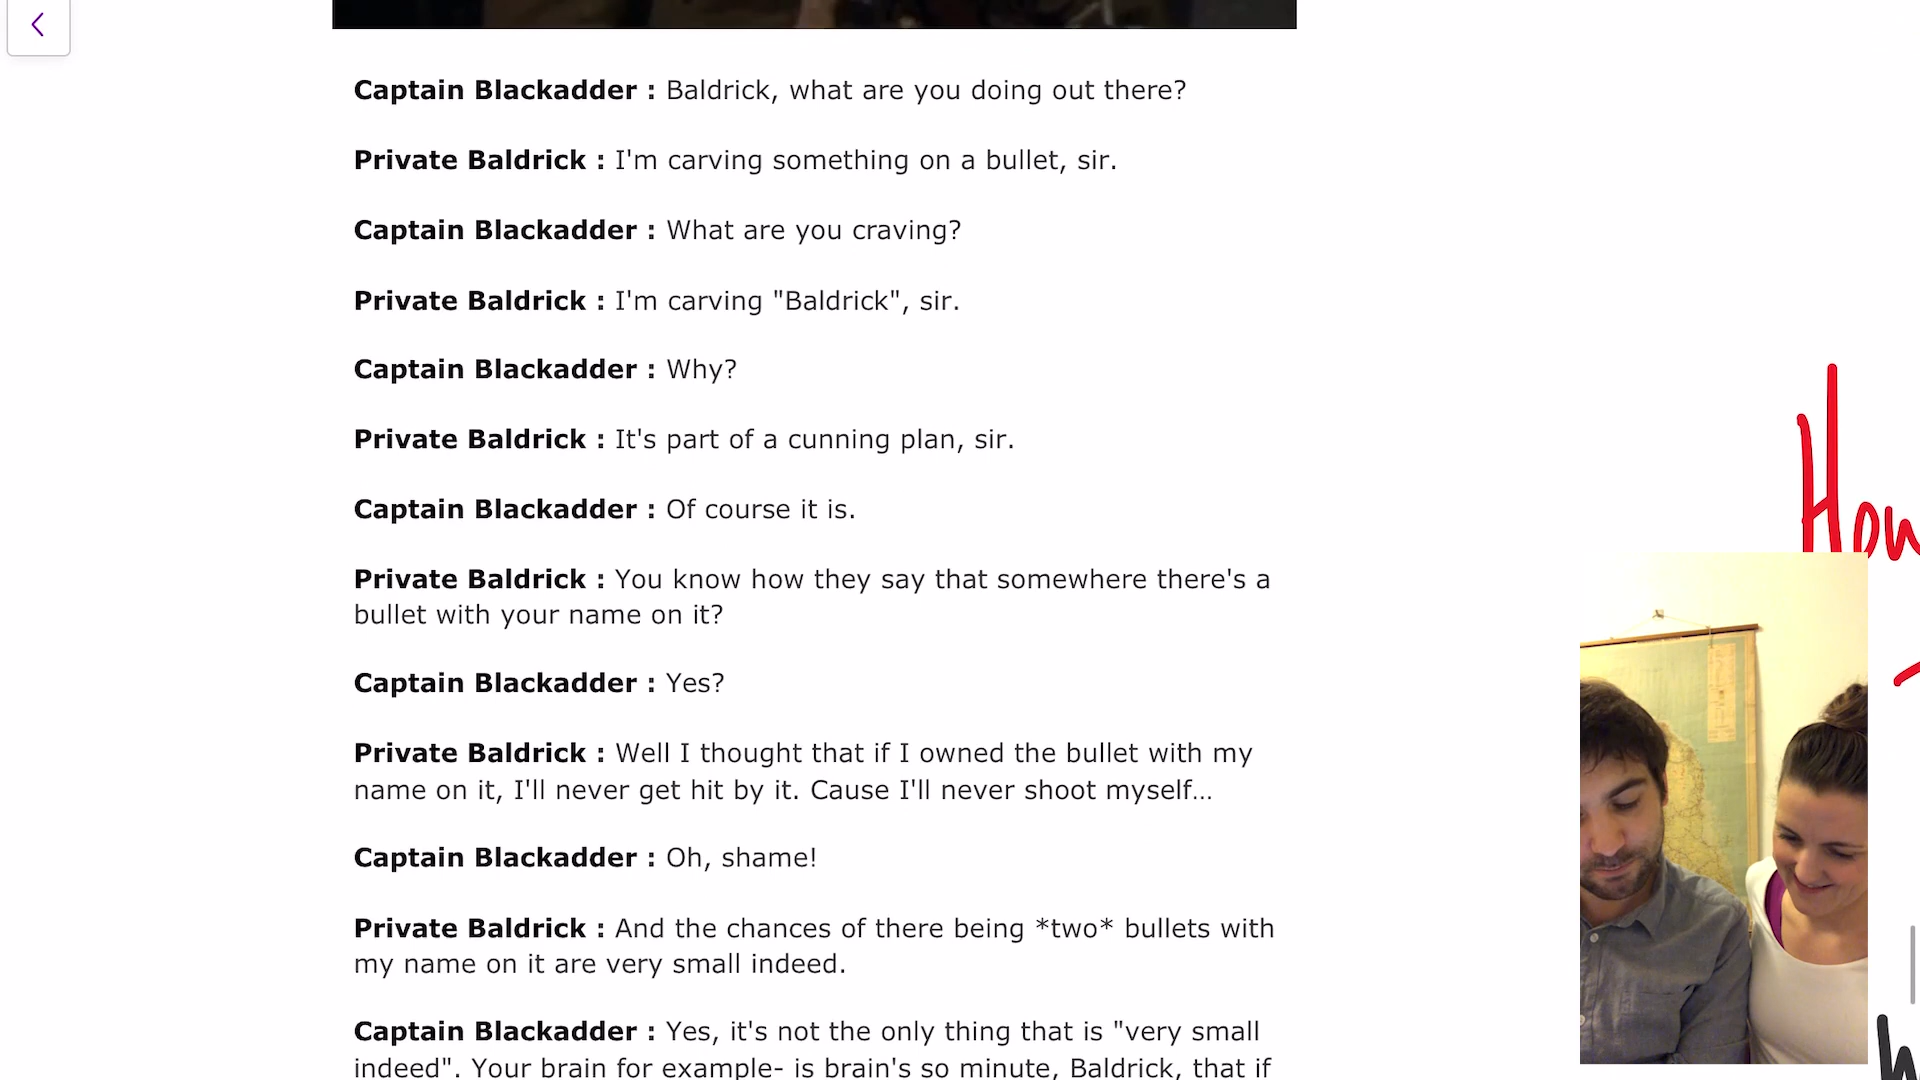 Captain Blackadder : Baldrick, what are you doing out there?
Private Baldrick : I'm carving something on a bullet, sir.
Captain Blackadder : What are you craving?
Private Baldrick : I'm carving "Baldrick", sir.
Captain Blackadder : Why?
Private Baldrick : It's part of a cunning plan, sir.
Captain Blackadder : Of course it is.
Private Baldrick : You know how they say that somewhere there's a
bullet with your name on it?
Captain Blackadder : Yes?
Private Baldrick : Well I thought that if I owned the bullet with my
name on it, I'll never get hit by it. Cause I'll never shoot myself...
Captain Blackadder : Oh, shame!
Private Baldrick : And the chances of there being *two* bullets with
my name on it are very small indeed.
Captain Blackadder : Yes, it's not the only thing that is "very small
indeed". Your brain for example- is brain's so minute, Baldrick, that if